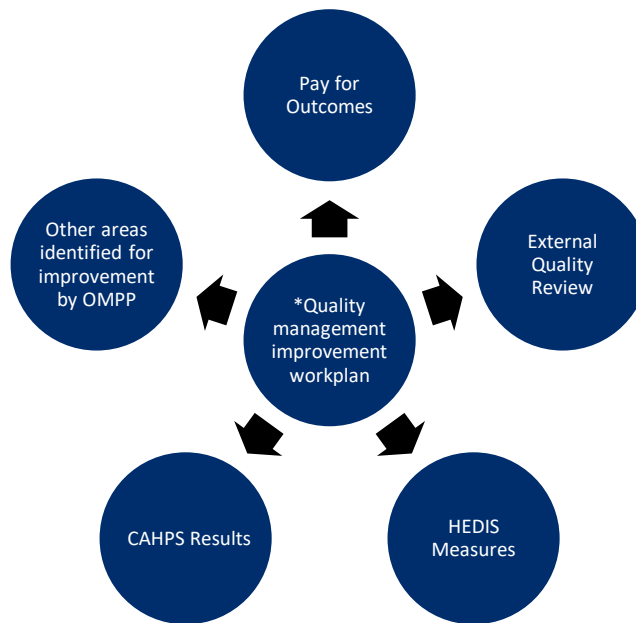 Pay for
Outcomes
Other areas
identified for
improvement
by OMPP
External
Quality
Review
*Quality
management
improvement
workplan
CAHPS Results
HEDIS
Measures